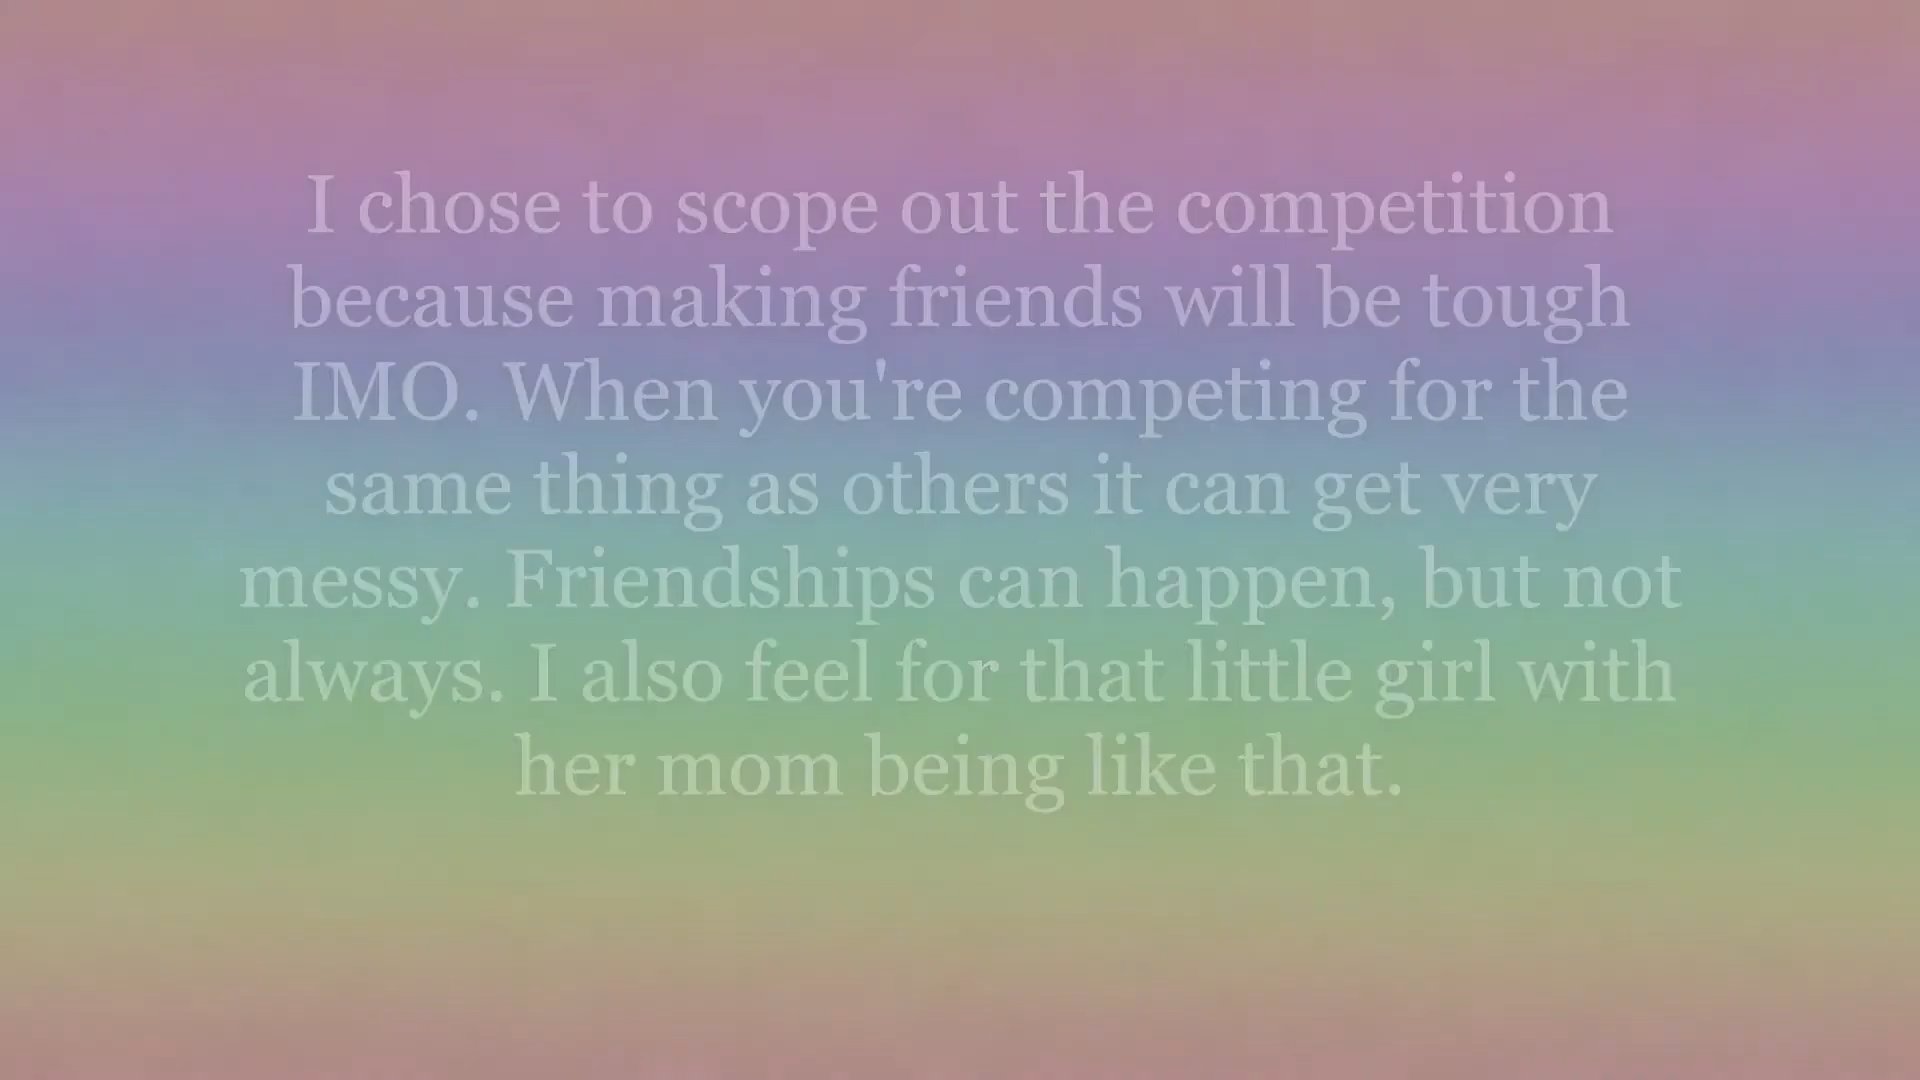 I chose to scope out the competition
because making friends will be tough
IMO. When you're competing for the
same thing as others it can get very
messy. Friendships can happen, but not
always. I also feel for that little girl with
her mom being like that.